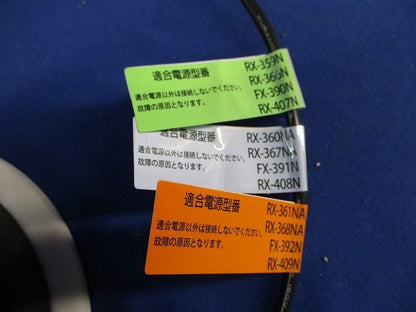 適合電源型番
適合電源以外は接続しないでください。
故障の原因となります。
RX-359N
RX-366N
FX-390N
RX-407N
適合電源型番
適合電源以外は接続しないでください。
故障の原因となります。
RX-360NA
RX-367NA
FX-391N
RX-408N
適合電源型番
適合電源以外は接続しないでください。
故障の原因となります。
RX-361NA
RX-368NA
FX-392N
RX-409N